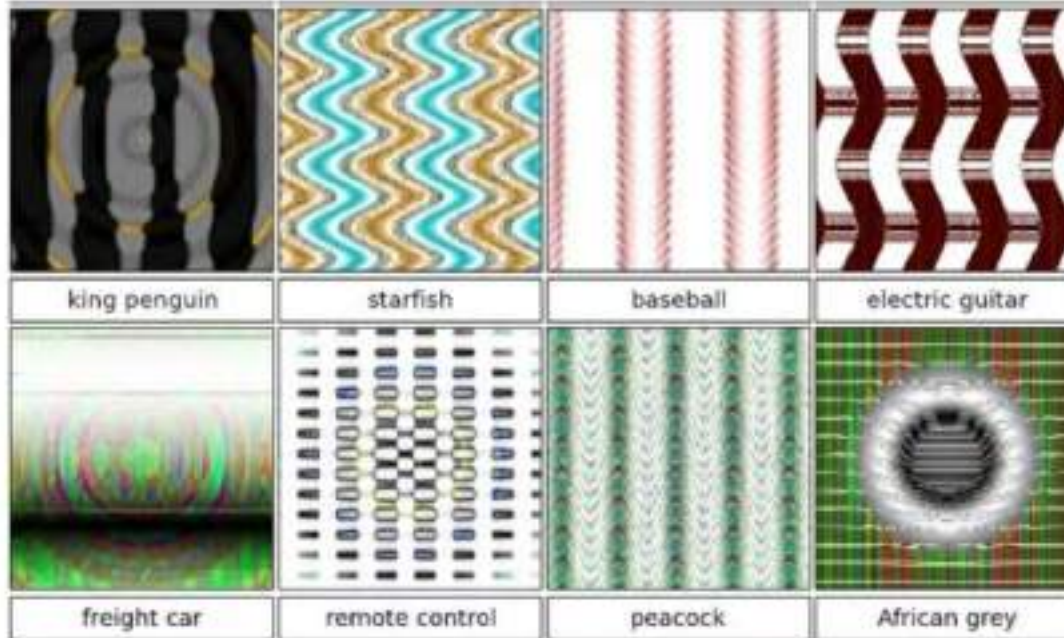 king penguin
starfish
baseball
electric guitar
freight car
remote control
peacock
African grey